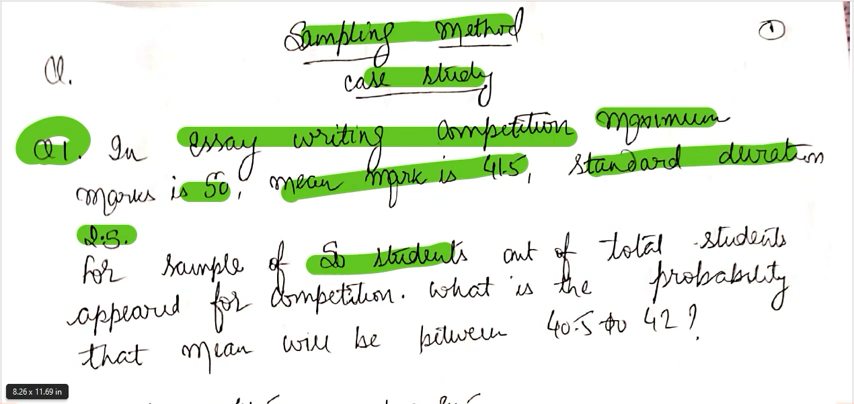 Sampling Method
①
Q.
case study
Q1. In essay writing competition maximum
marks is 50, mean mark is 41.5, standard deviation
2.5.
For sample of 50 students out of total students
appeared for competition. what is the probability
that mean will be between 40.5 to 42?
8.26 x 11.69 in